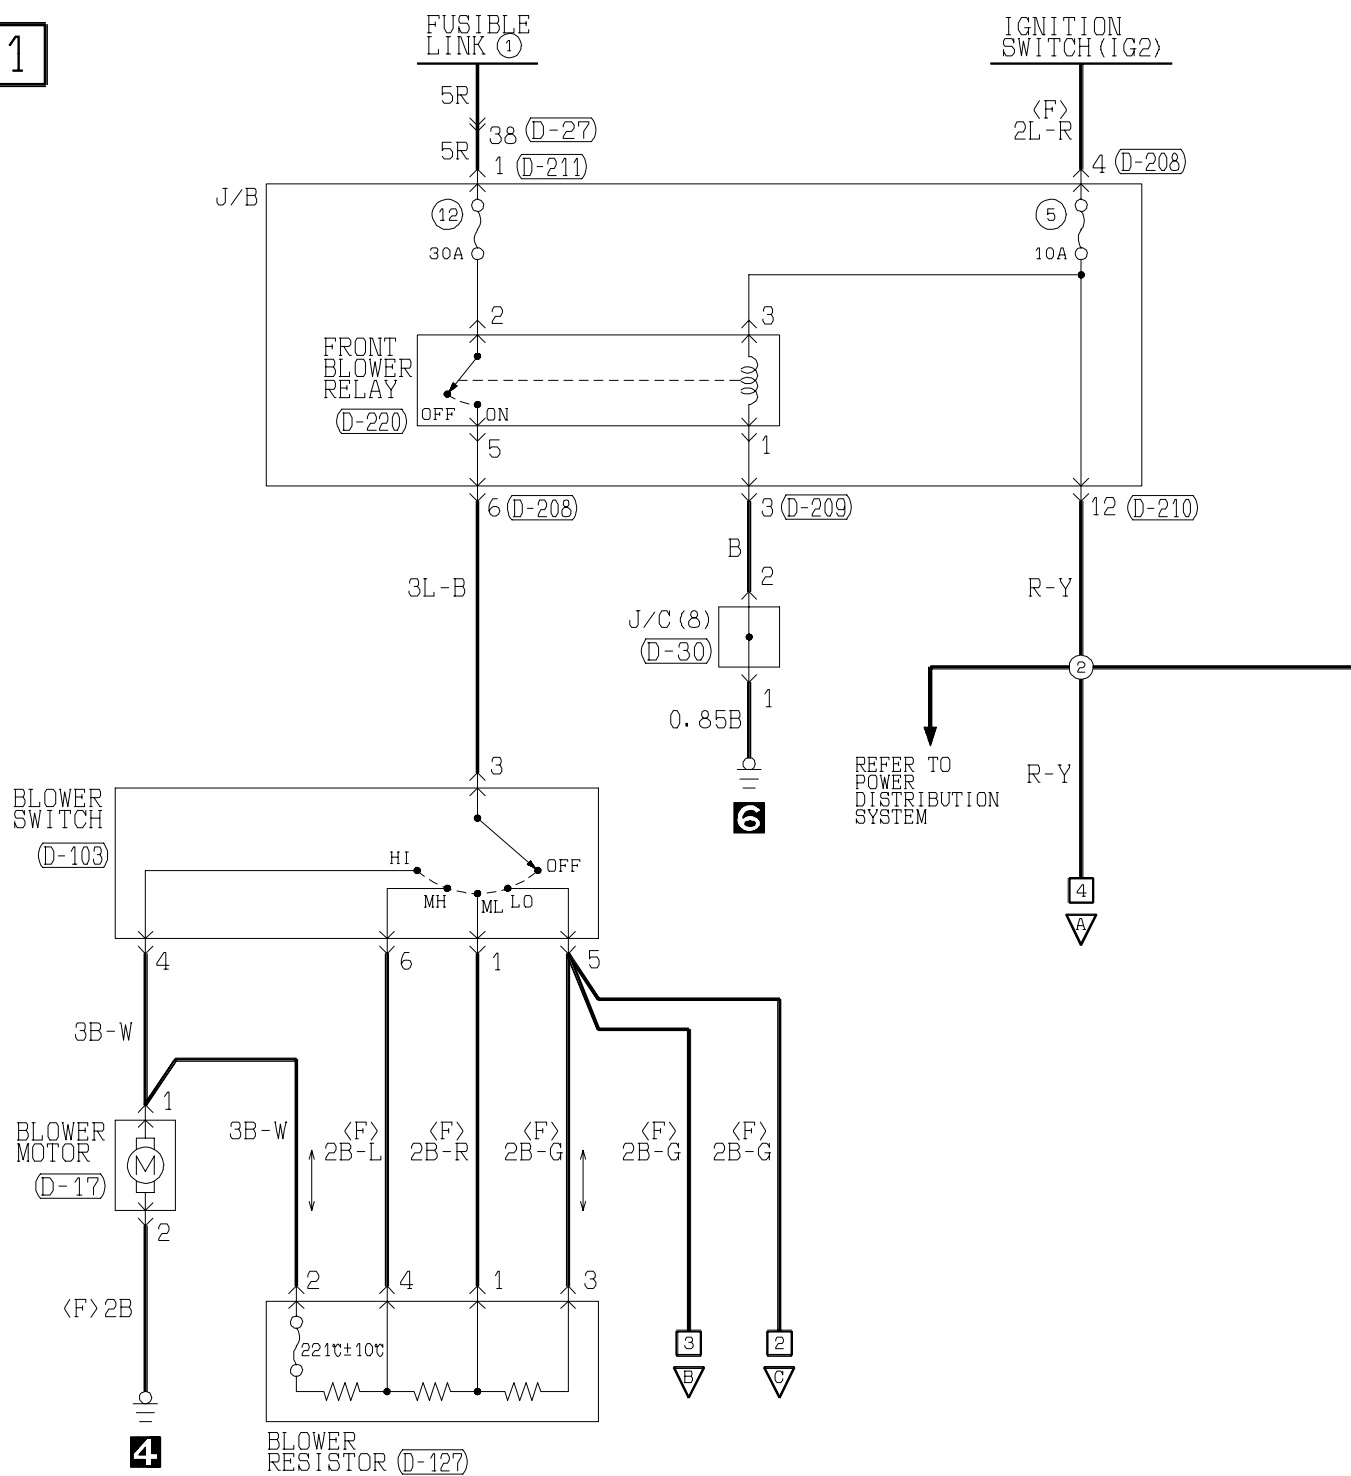 1
FUSIBLE
LINK ①
IGNITION
SWITCH(IG2)
5R
<F>
2L-R
38 (D-27)
5R
1 (D-211)
4 (D-208)
J/B
12
5
30A
10A
2
3
FRONT
BLOWER
RELAY
(D-220)
OFF
ON
5
1
6 (D-208)
3 (D-209)
12 (D-210)
B
3L-B
2
R-Y
J/C(8)
(D-30)
2
1
0.85B
REFER TO
POWER
DISTRIBUTION
SYSTEM
R-Y
3
6
BLOWER
SWITCH
(D-103)
HI
OFF
MH
ML
LO
4
A
4
6
1
5
3B-W
1
BLOWER
MOTOR
(D-17)
M
3B-W
<F>
2B-L
<F>
2B-R
<F>
2B-G
<F>
2B-G
<F>
2B-G
2
2
4
1
3
<F>2B
221℃±10℃
3
B
2
C
4
BLOWER
RESISTOR (D-127)